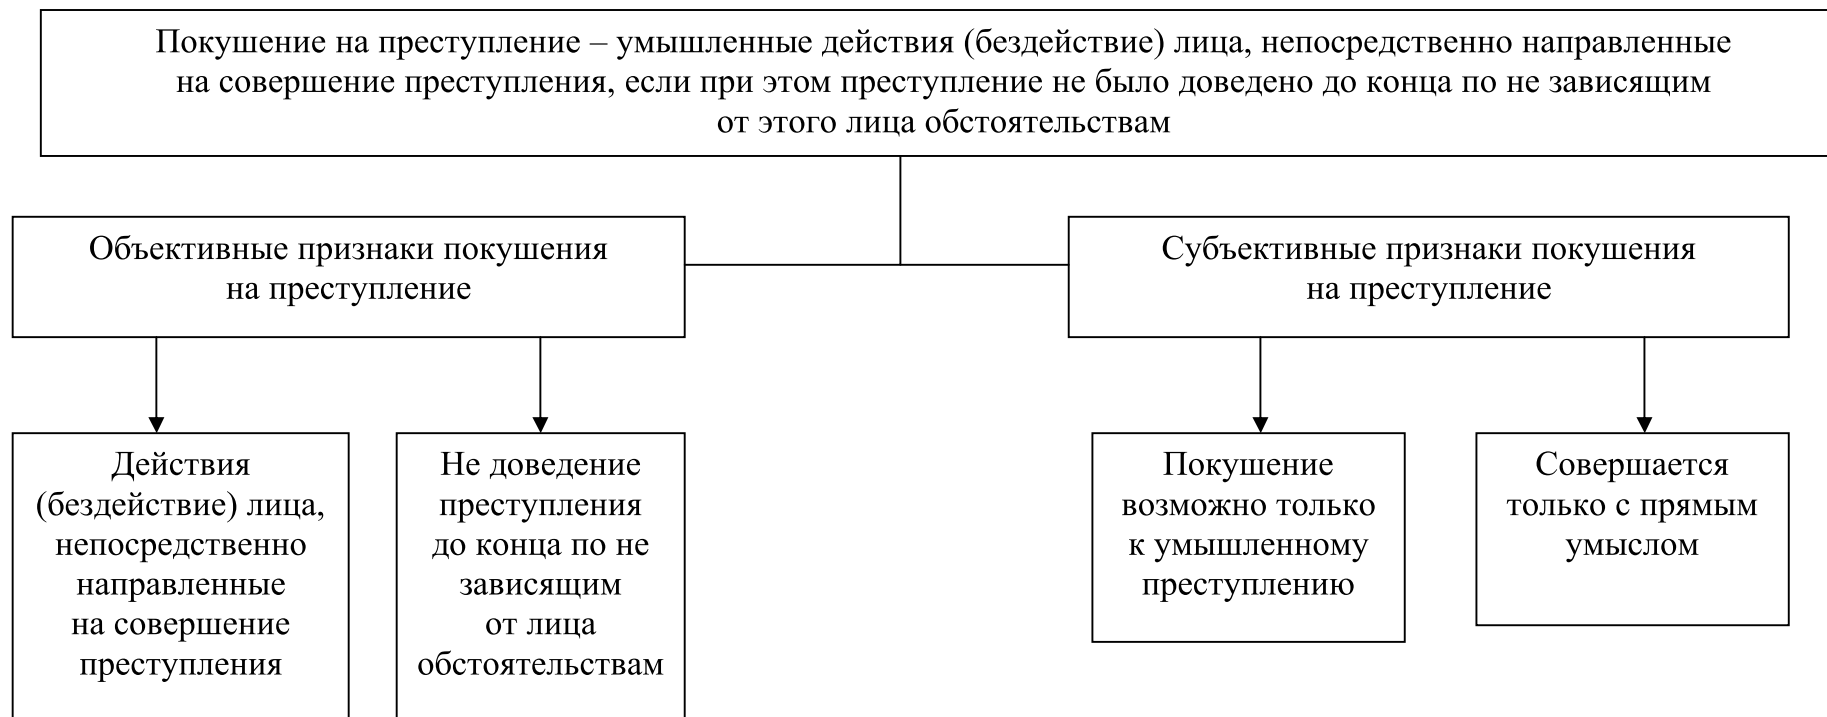 Покушение на преступление – умышленные действия (бездействие) лица, непосредственно направленные
на совершение преступления, если при этом преступление не было доведено до конца по не зависящим
от этого лица обстоятельствам
Объективные признаки покушения
на преступление
Субъективные признаки покушения
на преступление
Действия
(бездействие) лица,
непосредственно
направленные
на совершение
преступления
Не доведение
преступления
до конца по не
зависящим
от лица
обстоятельствам
Покушение
возможно только
к умышленному
преступлению
Совершается
только с прямым
умыслом